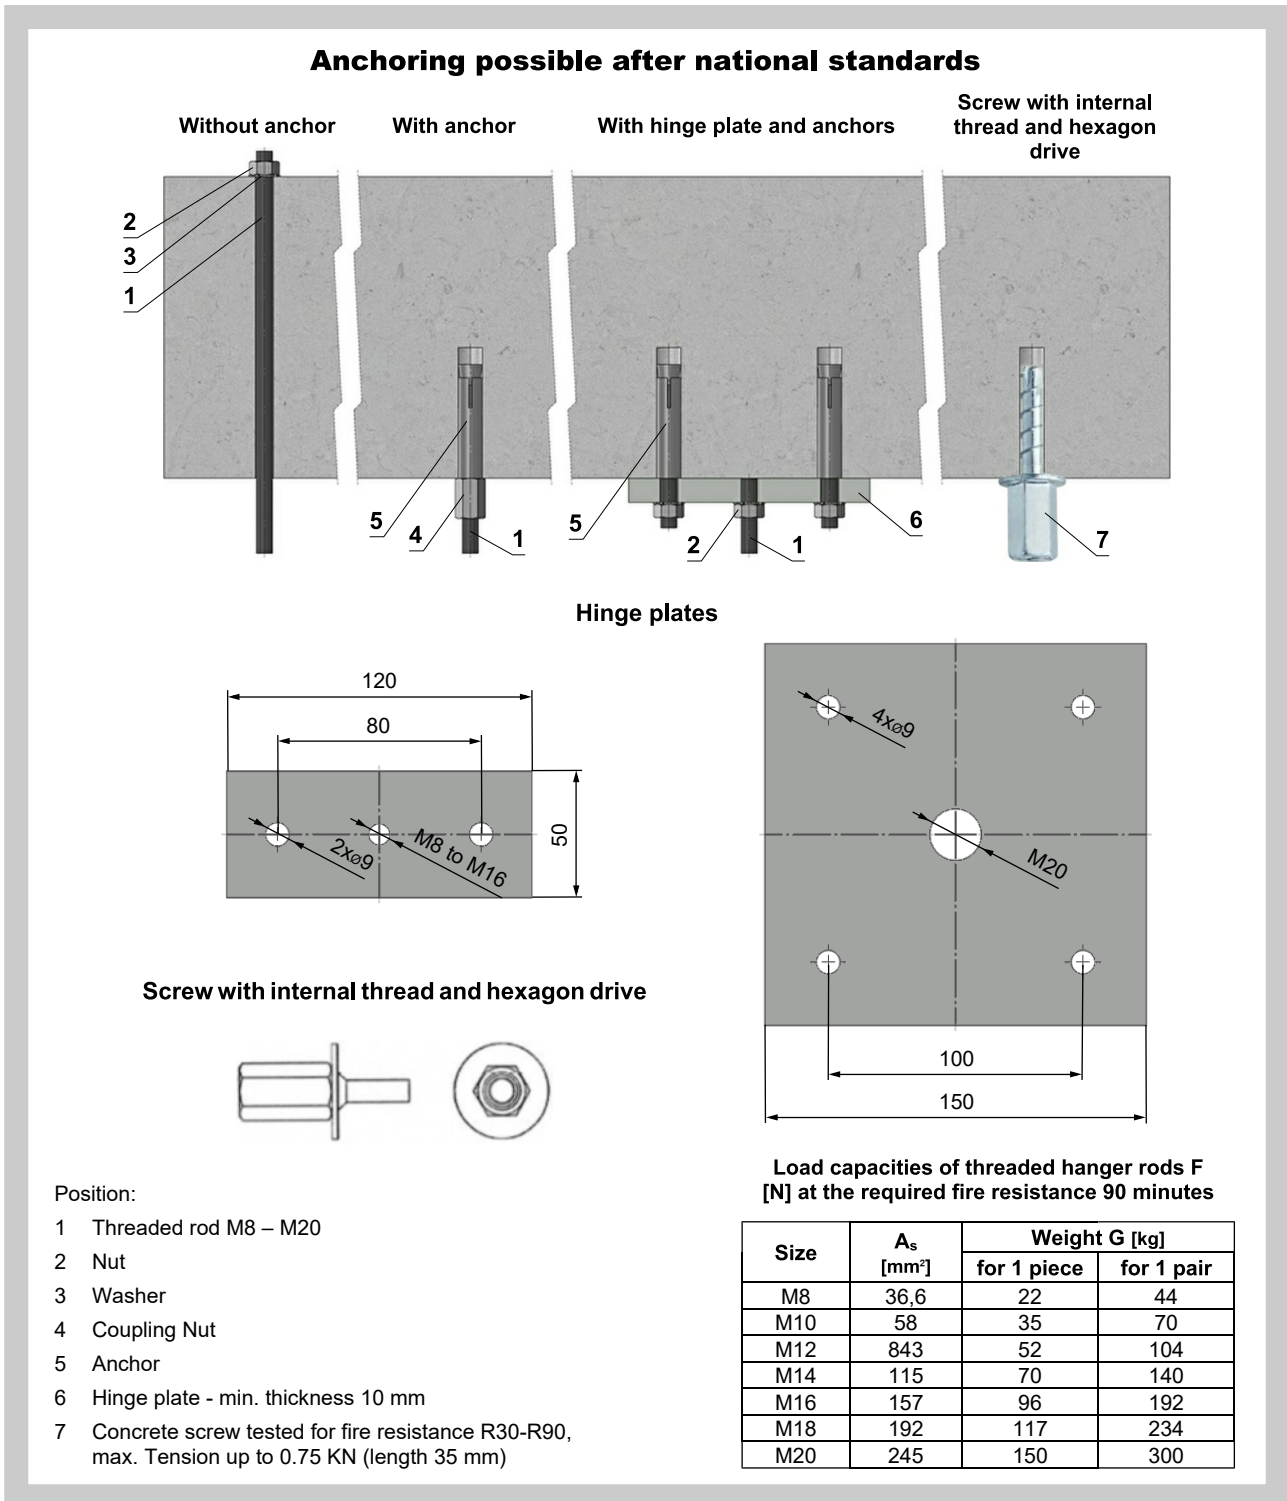 Anchoring possible after national standards
Without anchor
With anchor
With hinge plate and anchors
Screw with internal
thread and hexagon
drive
2
3
1
5
4
1
5
2
1
6
7
Hinge plates
120
80
50
2xø9
M8 to M16
4xø9
M20
100
150
Screw with internal thread and hexagon drive
Position:
1 Threaded rod M8 – M20
2 Nut
3 Washer
4 Coupling Nut
5 Anchor
6 Hinge plate - min. thickness 10 mm
7 Concrete screw tested for fire resistance R30-R90,
max. Tension up to 0.75 KN (length 35 mm)
Load capacities of threaded hanger rods F
[N] at the required fire resistance 90 minutes
Size As [mm²] Weight G [kg]
for 1 piece for 1 pair
M8 36,6 22 44
M10 58 35 70
M12 843 52 104
M14 115 70 140
M16 157 96 192
M18 192 117 234
M20 245 150 300